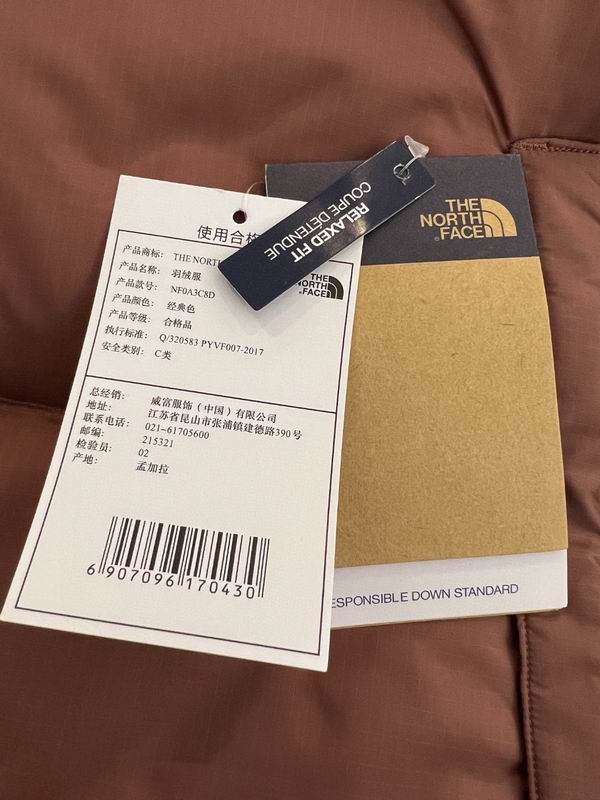 使用合格
产品商标: THE NORTH
产品名称: 羽绒服
产品款号: NF0A3C8D
产品颜色: 经典色
产品等级: 合格品
执行标准: Q/320583 PYVF007-2017
安全类别: C类
THE
NORTH
FACE
总经销: 威富服饰(中国)有限公司
地址: 江苏省昆山市张浦镇建德路390号
联系电话: 021-61705600
邮编: 215321
检验员: 02
产地: 孟加拉
6 907096 170430
RELAXED FIT
COUPE DÉTENDUE
THE
NORTH
FACE
ESPONSIBLE DOWN STANDARD